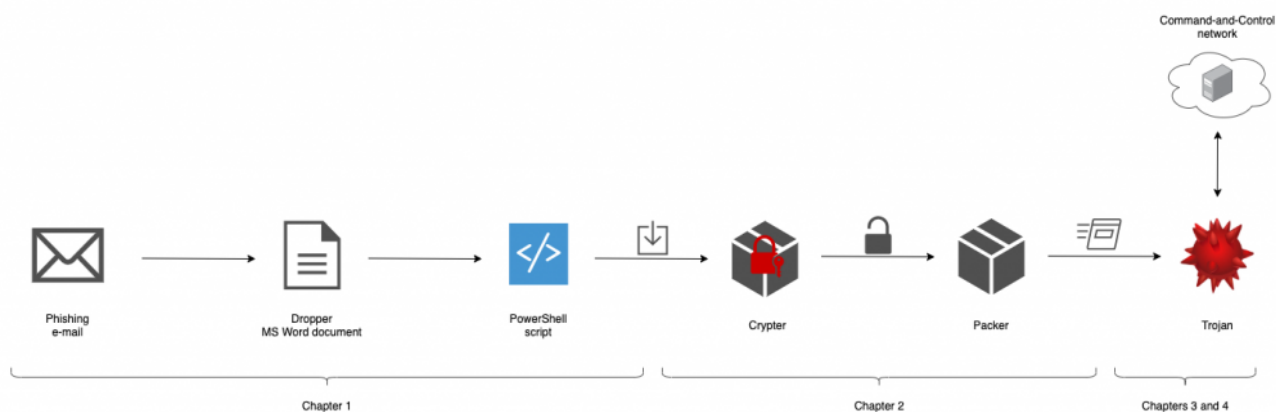 Command-and-Control
network
Phishing
e-mail
Dropper
MS Word document
</>
PowerShell
script
Crypter
Packer
Trojan
Chapter 1
Chapter 2
Chapters 3 and 4